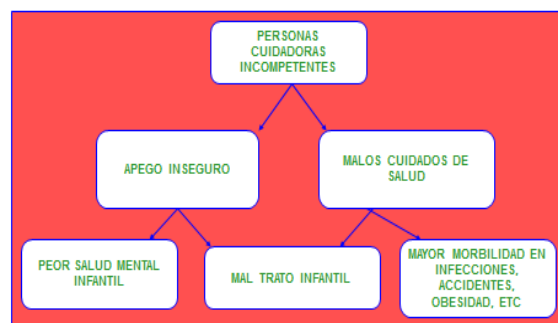 PERSONAS
CUIDADORAS
INCOMPETENTES
APEGO INSEGURO
MALOS CUIDADOS DE
SALUD
PEOR SALUD MENTAL
INFANTIL
MAL TRATO INFANTIL
MAYOR MORBILIDAD EN
INFECCIONES,
ACCIDENTES,
OBESIDAD, ETC